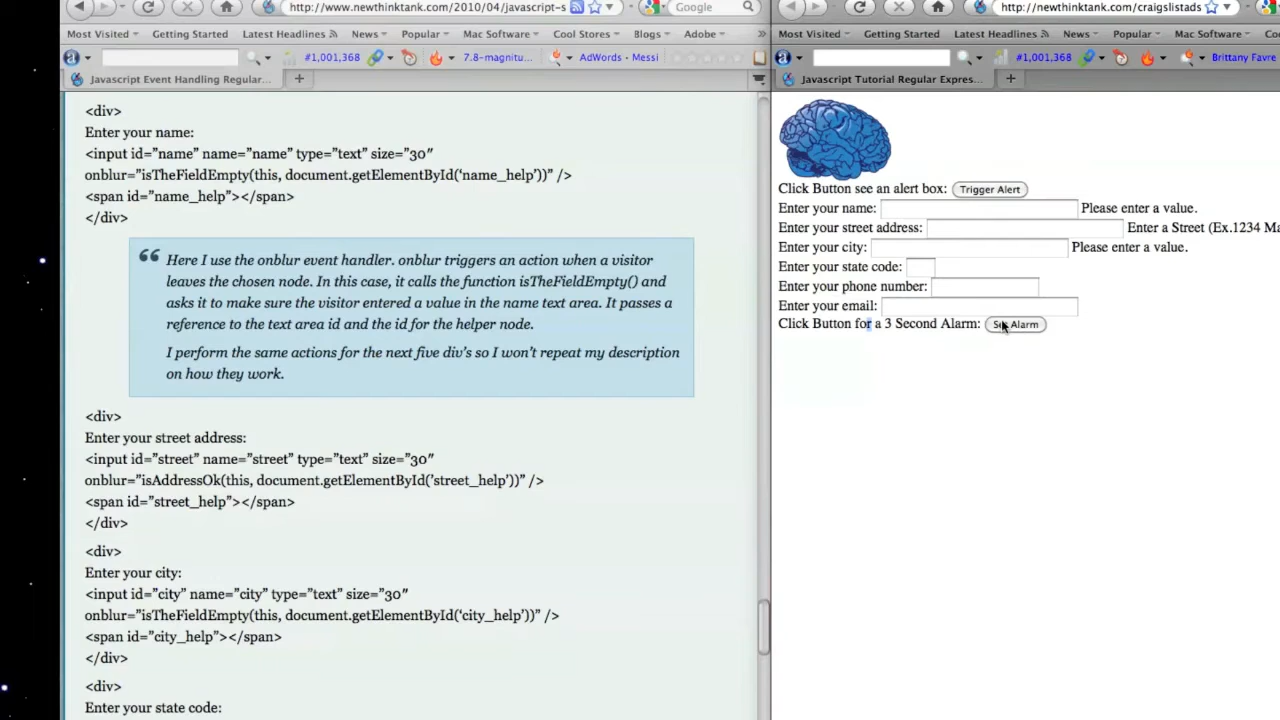 http://www.newthinktank.com/2010/04/javascript-s
Google
Most Visited Getting Started Latest Headlines News Popular Mac Software Cool Stores Blogs Adobe »
#1,001,368 7.8-magnitu... AdWords - Messi
Javascript Event Handling Regular... +
<div>
Enter your name:
<input id=”name” name=”name” type=”text” size=”30″
onblur=”isTheFieldEmpty(this, document.getElementById(‘name_help’))” />
<span id=”name_help”></span>
</div>
“ Here I use the onblur event handler. onblur triggers an action when a visitor
leaves the chosen node. In this case, it calls the function isTheFieldEmpty() and
asks it to make sure the visitor entered a value in the name text area. It passes a
reference to the text area id and the id for the helper node.
I perform the same actions for the next five div’s so I won’t repeat my description
on how they work.
<div>
Enter your street address:
<input id=”street” name=”street” type=”text” size=”30″
onblur=”isAddressOk(this, document.getElementById(’street_help’))” />
<span id=”street_help”></span>
</div>
<div>
Enter your city:
<input id=”city” name=”city” type=”text” size=”30″
onblur=”isTheFieldEmpty(this, document.getElementById(‘city_help’))” />
<span id=”city_help”></span>
</div>
<div>
Enter your state code:
http://newthinktank.com/craigslistads
Most Visited Getting Started Latest Headlines News Popular Mac Software Co
#1,001,368 Brittany Favre
Javascript Tutorial Regular Expres... +
Click Button see an alert box: Trigger Alert
Enter your name: Please enter a value.
Enter your street address: Enter a Street (Ex.1234 Ma
Enter your city: Please enter a value.
Enter your state code:
Enter your phone number:
Enter your email:
Click Button for a 3 Second Alarm: Set Alarm